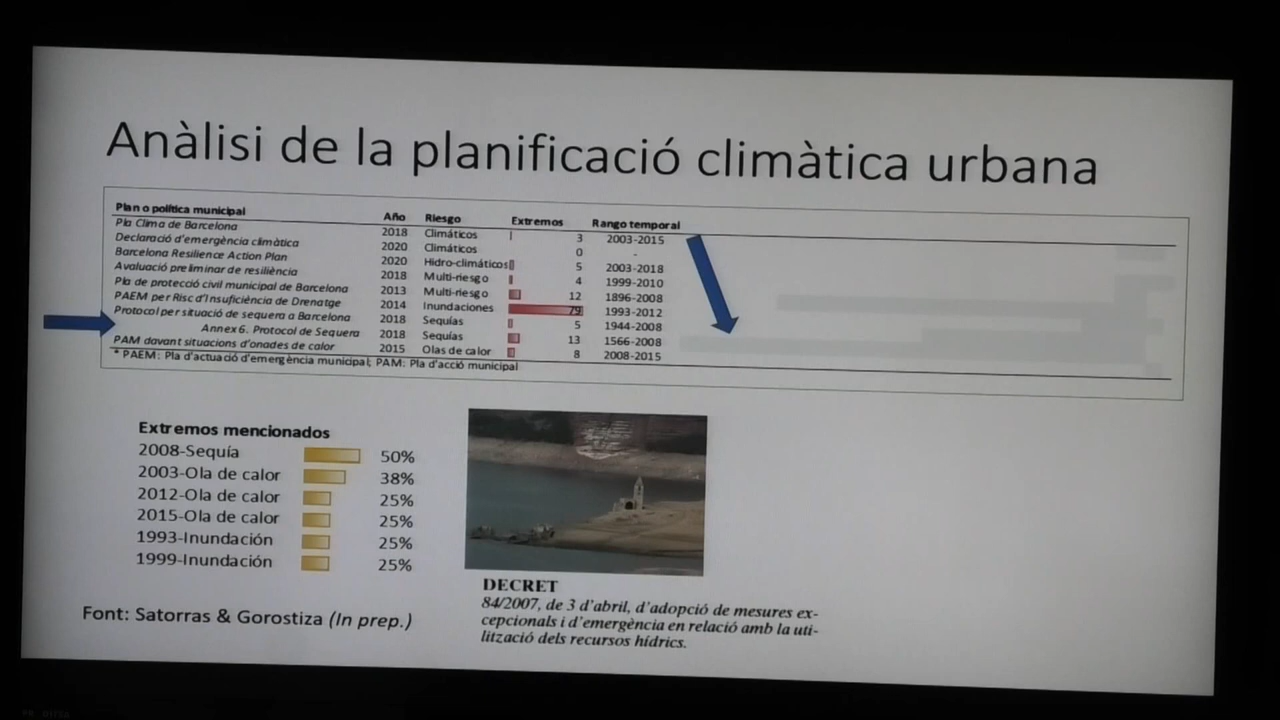 Anàlisi de la planificació climàtica urbana
Plan o política municipal Año Riesgo Extremos Rango temporal
Pla Clima de Barcelona 2018 Climáticos 3 2003-2015
Declaració d'emergència climàtica 2020 Climáticos 0 -
Barcelona Resilience Action Plan 2020 Hidro-climáticos 5 2003-2018
Avaluació preliminar de resiliència 2018 Multi-riesgo 4 1999-2010
Pla de protecció civil municipal de Barcelona 2013 Multi-riesgo 12 1896-2008
PAEM per Risc d'Insuficiència de Drenatge 2014 Inundaciones 79 1993-2012
Protocol per situació de sequera a Barcelona 2018 Sequías 5 1944-2008
Annex 6. Protocol de Sequera 2018 Sequías 13 1566-2008
PAM davant situacions d'onades de calor 2015 Olas de calor 8 2008-2015
* PAEM: Pla d'actuació d'emergència municipal; PAM: Pla d'acció municipal
Extremos mencionados
2008-Sequía 50%
2003-Ola de calor 38%
2012-Ola de calor 25%
2015-Ola de calor 25%
1993-Inundación 25%
1999-Inundación 25%
Font: Satorras & Gorostiza (In prep.)
DECRET
84/2007, de 3 d'abril, d'adopció de mesures ex-
cepcionals i d'emergència en relació amb la uti-
lització dels recursos hídrics.